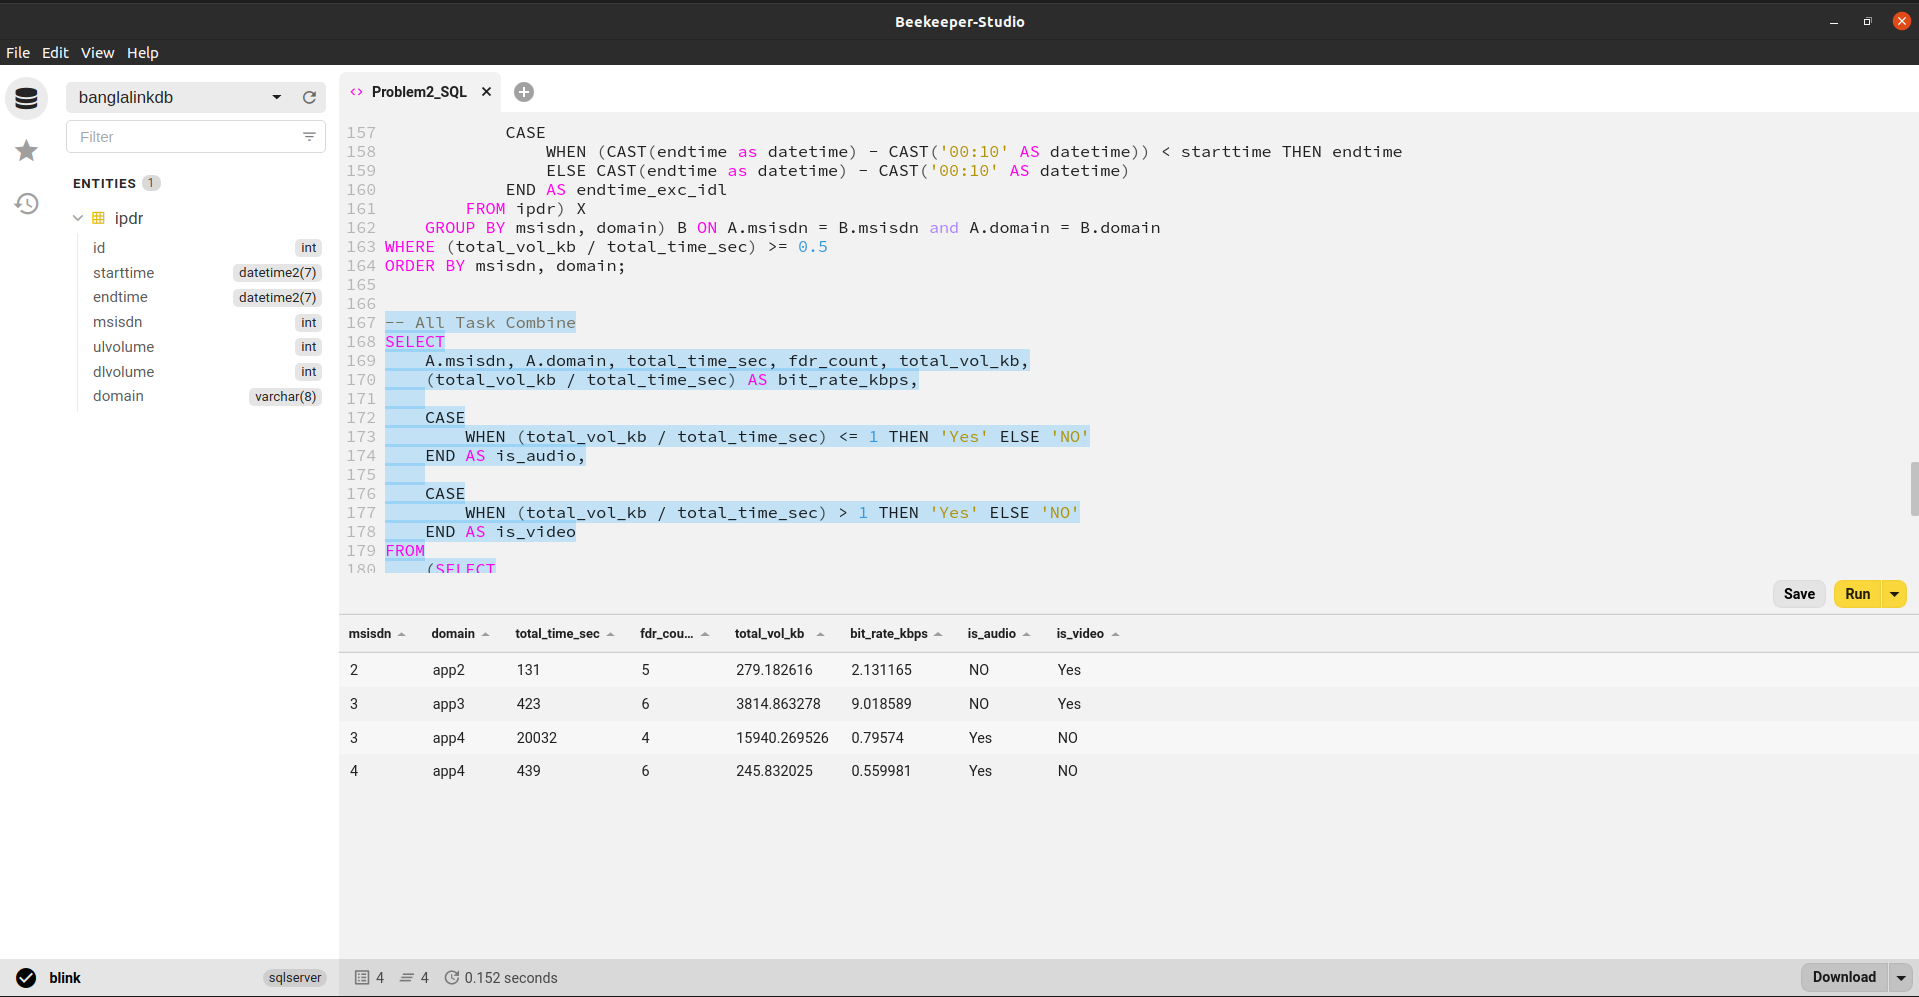 Beekeeper-Studio
File Edit View Help
banglalinkdb
Filter
ENTITIES 1
ipdr
id int
starttime datetime2(7)
endtime datetime2(7)
msisdn int
ulvolume int
dlvolume int
domain varchar(8)
Problem2_SQL
157 CASE
158 WHEN (CAST(endtime as datetime) - CAST('00:10' AS datetime)) < starttime THEN endtime
159 ELSE CAST(endtime as datetime) - CAST('00:10' AS datetime)
160 END AS endtime_exc_idl
161 FROM ipdr) X
162 GROUP BY msisdn, domain) B ON A.msisdn = B.msisdn and A.domain = B.domain
163 WHERE (total_vol_kb / total_time_sec) >= 0.5
164 ORDER BY msisdn, domain;
165
166
167 -- All Task Combine
168 SELECT
169 A.msisdn, A.domain, total_time_sec, fdr_count, total_vol_kb,
170 (total_vol_kb / total_time_sec) AS bit_rate_kbps,
171
172 CASE
173 WHEN (total_vol_kb / total_time_sec) <= 1 THEN 'Yes' ELSE 'NO'
174 END AS is_audio,
175
176 CASE
177 WHEN (total_vol_kb / total_time_sec) > 1 THEN 'Yes' ELSE 'NO'
178 END AS is_video
179 FROM
180 (SELECT
Save Run
msisdn domain total_time_sec fdr_cou... total_vol_kb bit_rate_kbps is_audio is_video
2 app2 131 5 279.182616 2.131165 NO Yes
3 app3 423 6 3814.863278 9.018589 NO Yes
3 app4 20032 4 15940.269526 0.79574 Yes NO
4 app4 439 6 245.832025 0.559981 Yes NO
blink sqlserver 4 4 0.152 seconds Download